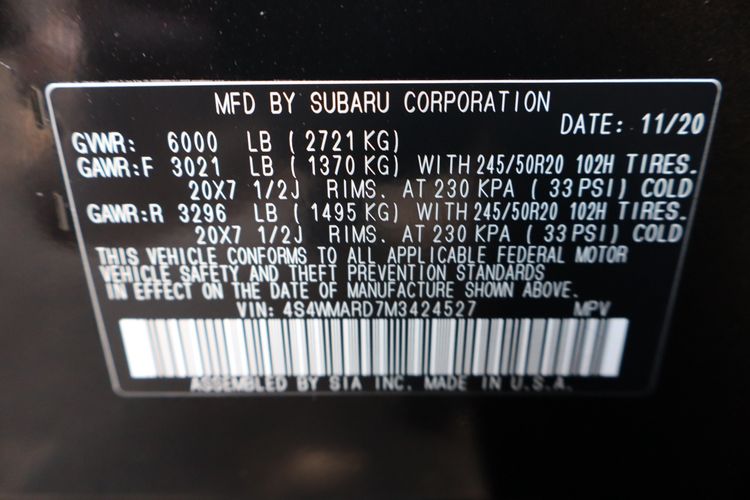 MFD BY SUBARU CORPORATION
DATE: 11/20
GVWR: 6000 LB ( 2721 KG)
GAWR:F 3021 LB ( 1370 KG) WITH 245/50R20 102H TIRES.
20X7 1/2J RIMS. AT 230 KPA ( 33 PSI) COLD
GAWR:R 3296 LB ( 1495 KG) WITH 245/50R20 102H TIRES.
20X7 1/2J RIMS. AT 230 KPA ( 33 PSI) COLD
THIS VEHICLE CONFORMS TO ALL APPLICABLE FEDERAL MOTOR
VEHICLE SAFETY AND THEFT PREVENTION STANDARDS
IN EFFECT ON THE DATE OF MANUFACTURE SHOWN ABOVE.
VIN: 4S4WMARD7M3424527 MPV
ASSEMBLED BY SIA INC. MADE IN U.S.A.